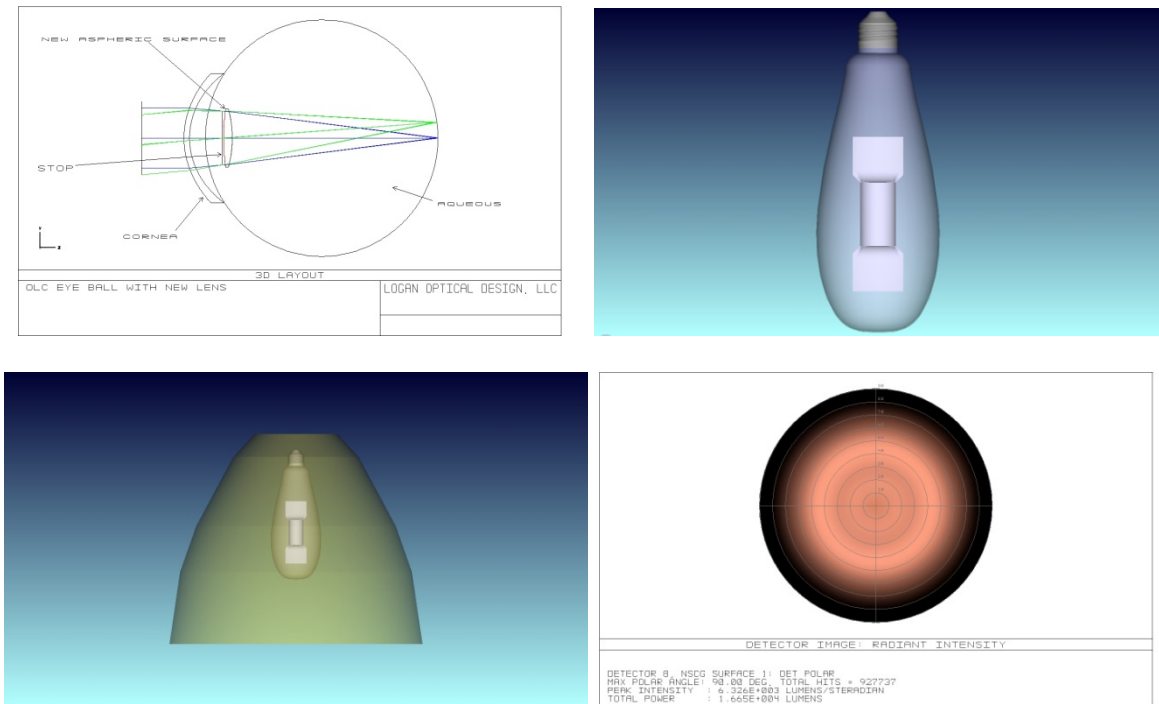 NEW ASPHERIC SURFACE
STOP
AQUEOUS
CORNEA
3D LAYOUT
OLC EYE BALL WITH NEW LENS
LOGAN OPTICAL DESIGN, LLC
DETECTOR IMAGE: RADIANT INTENSITY
DETECTOR 8, NSCG SURFACE 1: DET POLAR
MAX POLAR ANGLE: 90.00 DEG, TOTAL HITS = 927737
PEAK INTENSITY : 6.326E+003 LUMENS/STERADIAN
TOTAL POWER : 1.665E+004 LUMENS